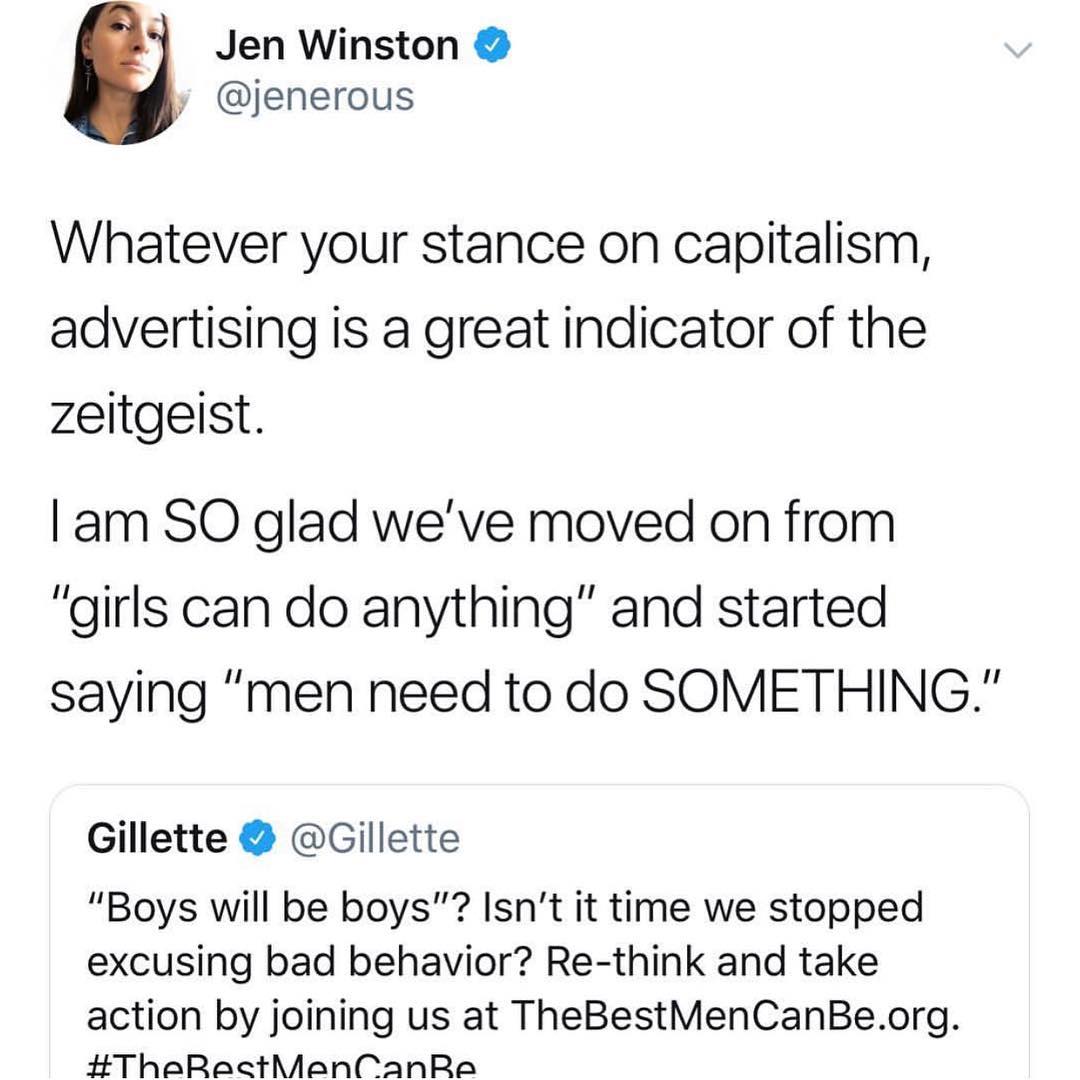 Jen Winston
@jenerous
Whatever your stance on capitalism,
advertising is a great indicator of the
zeitgeist.
I am SO glad we've moved on from
"girls can do anything" and started
saying "men need to do SOMETHING."
Gillette @Gillette
"Boys will be boys"? Isn't it time we stopped
excusing bad behavior? Re-think and take
action by joining us at TheBestMenCanBe.org.
#TheBestMenCanBe